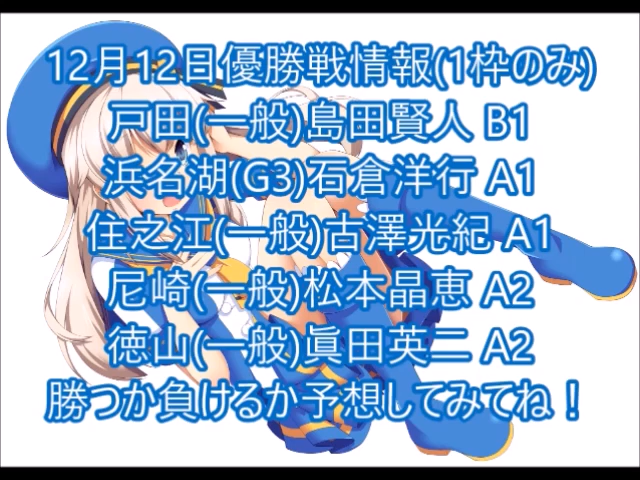 12月12日優勝戦情報(1枠のみ)
戸田(一般)島田賢人 B1
浜名湖(G3)石倉洋行 A1
住之江(一般)古澤光紀 A1
尼崎(一般)松本晶恵 A2
徳山(一般)眞田英二 A2
勝つか負けるか予想してみてね！